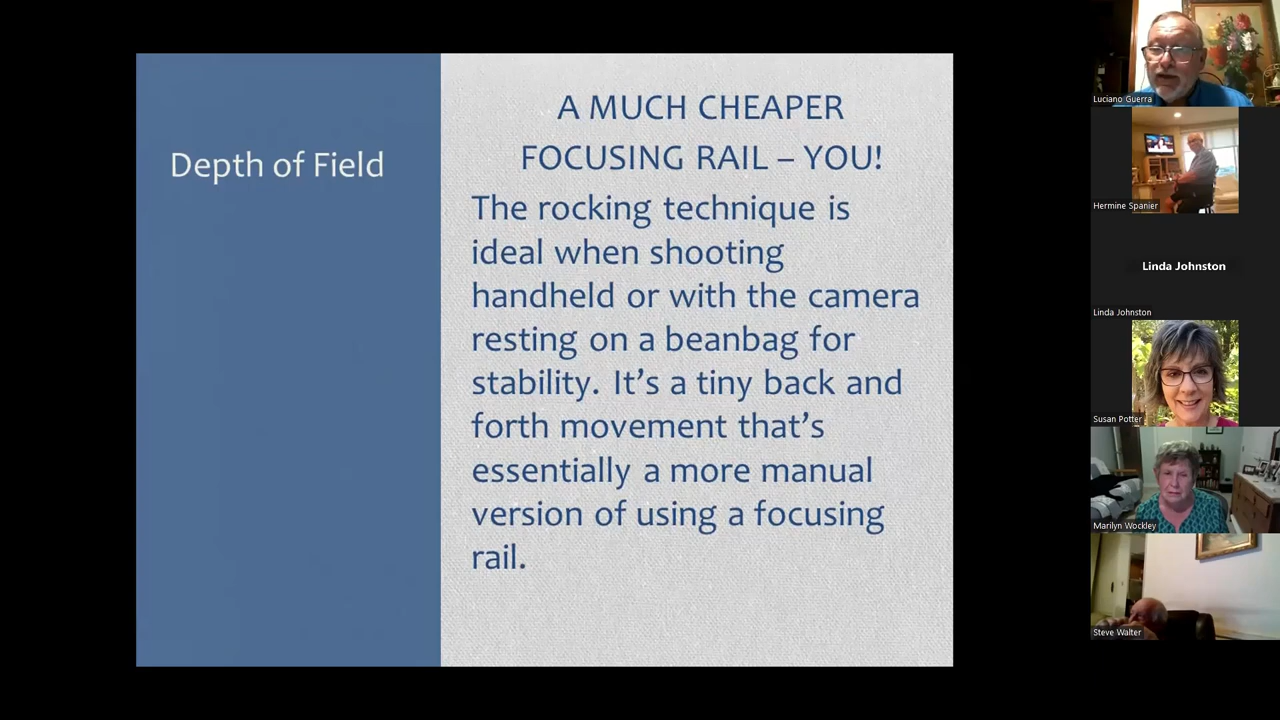 Depth of Field
A MUCH CHEAPER
FOCUSING RAIL – YOU!
The rocking technique is
ideal when shooting
handheld or with the camera
resting on a beanbag for
stability. It’s a tiny back and
forth movement that’s
essentially a more manual
version of using a focusing
rail.
Luciano Guerra
Hermine Spanier
Linda Johnston
Linda Johnston
Susan Potter
Marilyn Wockley
Steve Walter